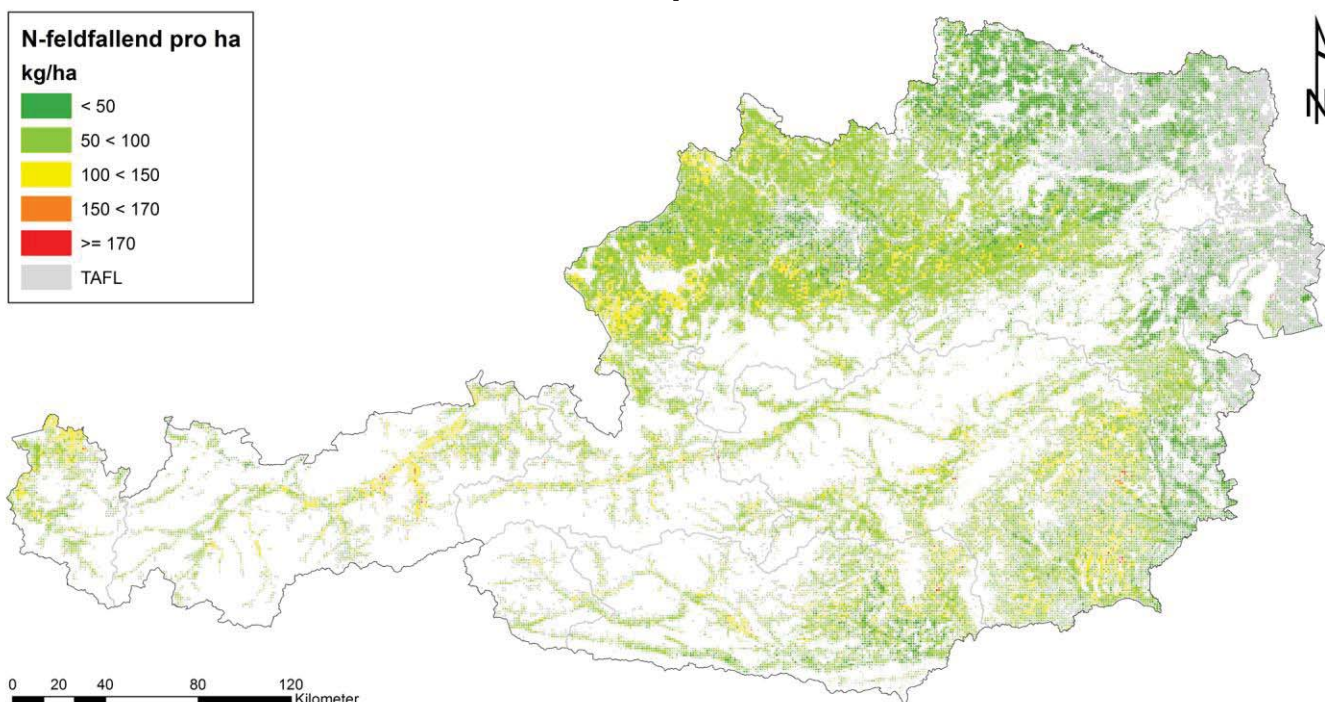 N-feldfallend pro ha
kg/ha
< 50
50 < 100
100 < 150
150 < 170
>= 170
TAFL
N
0 20 40 80 120
Kilometer